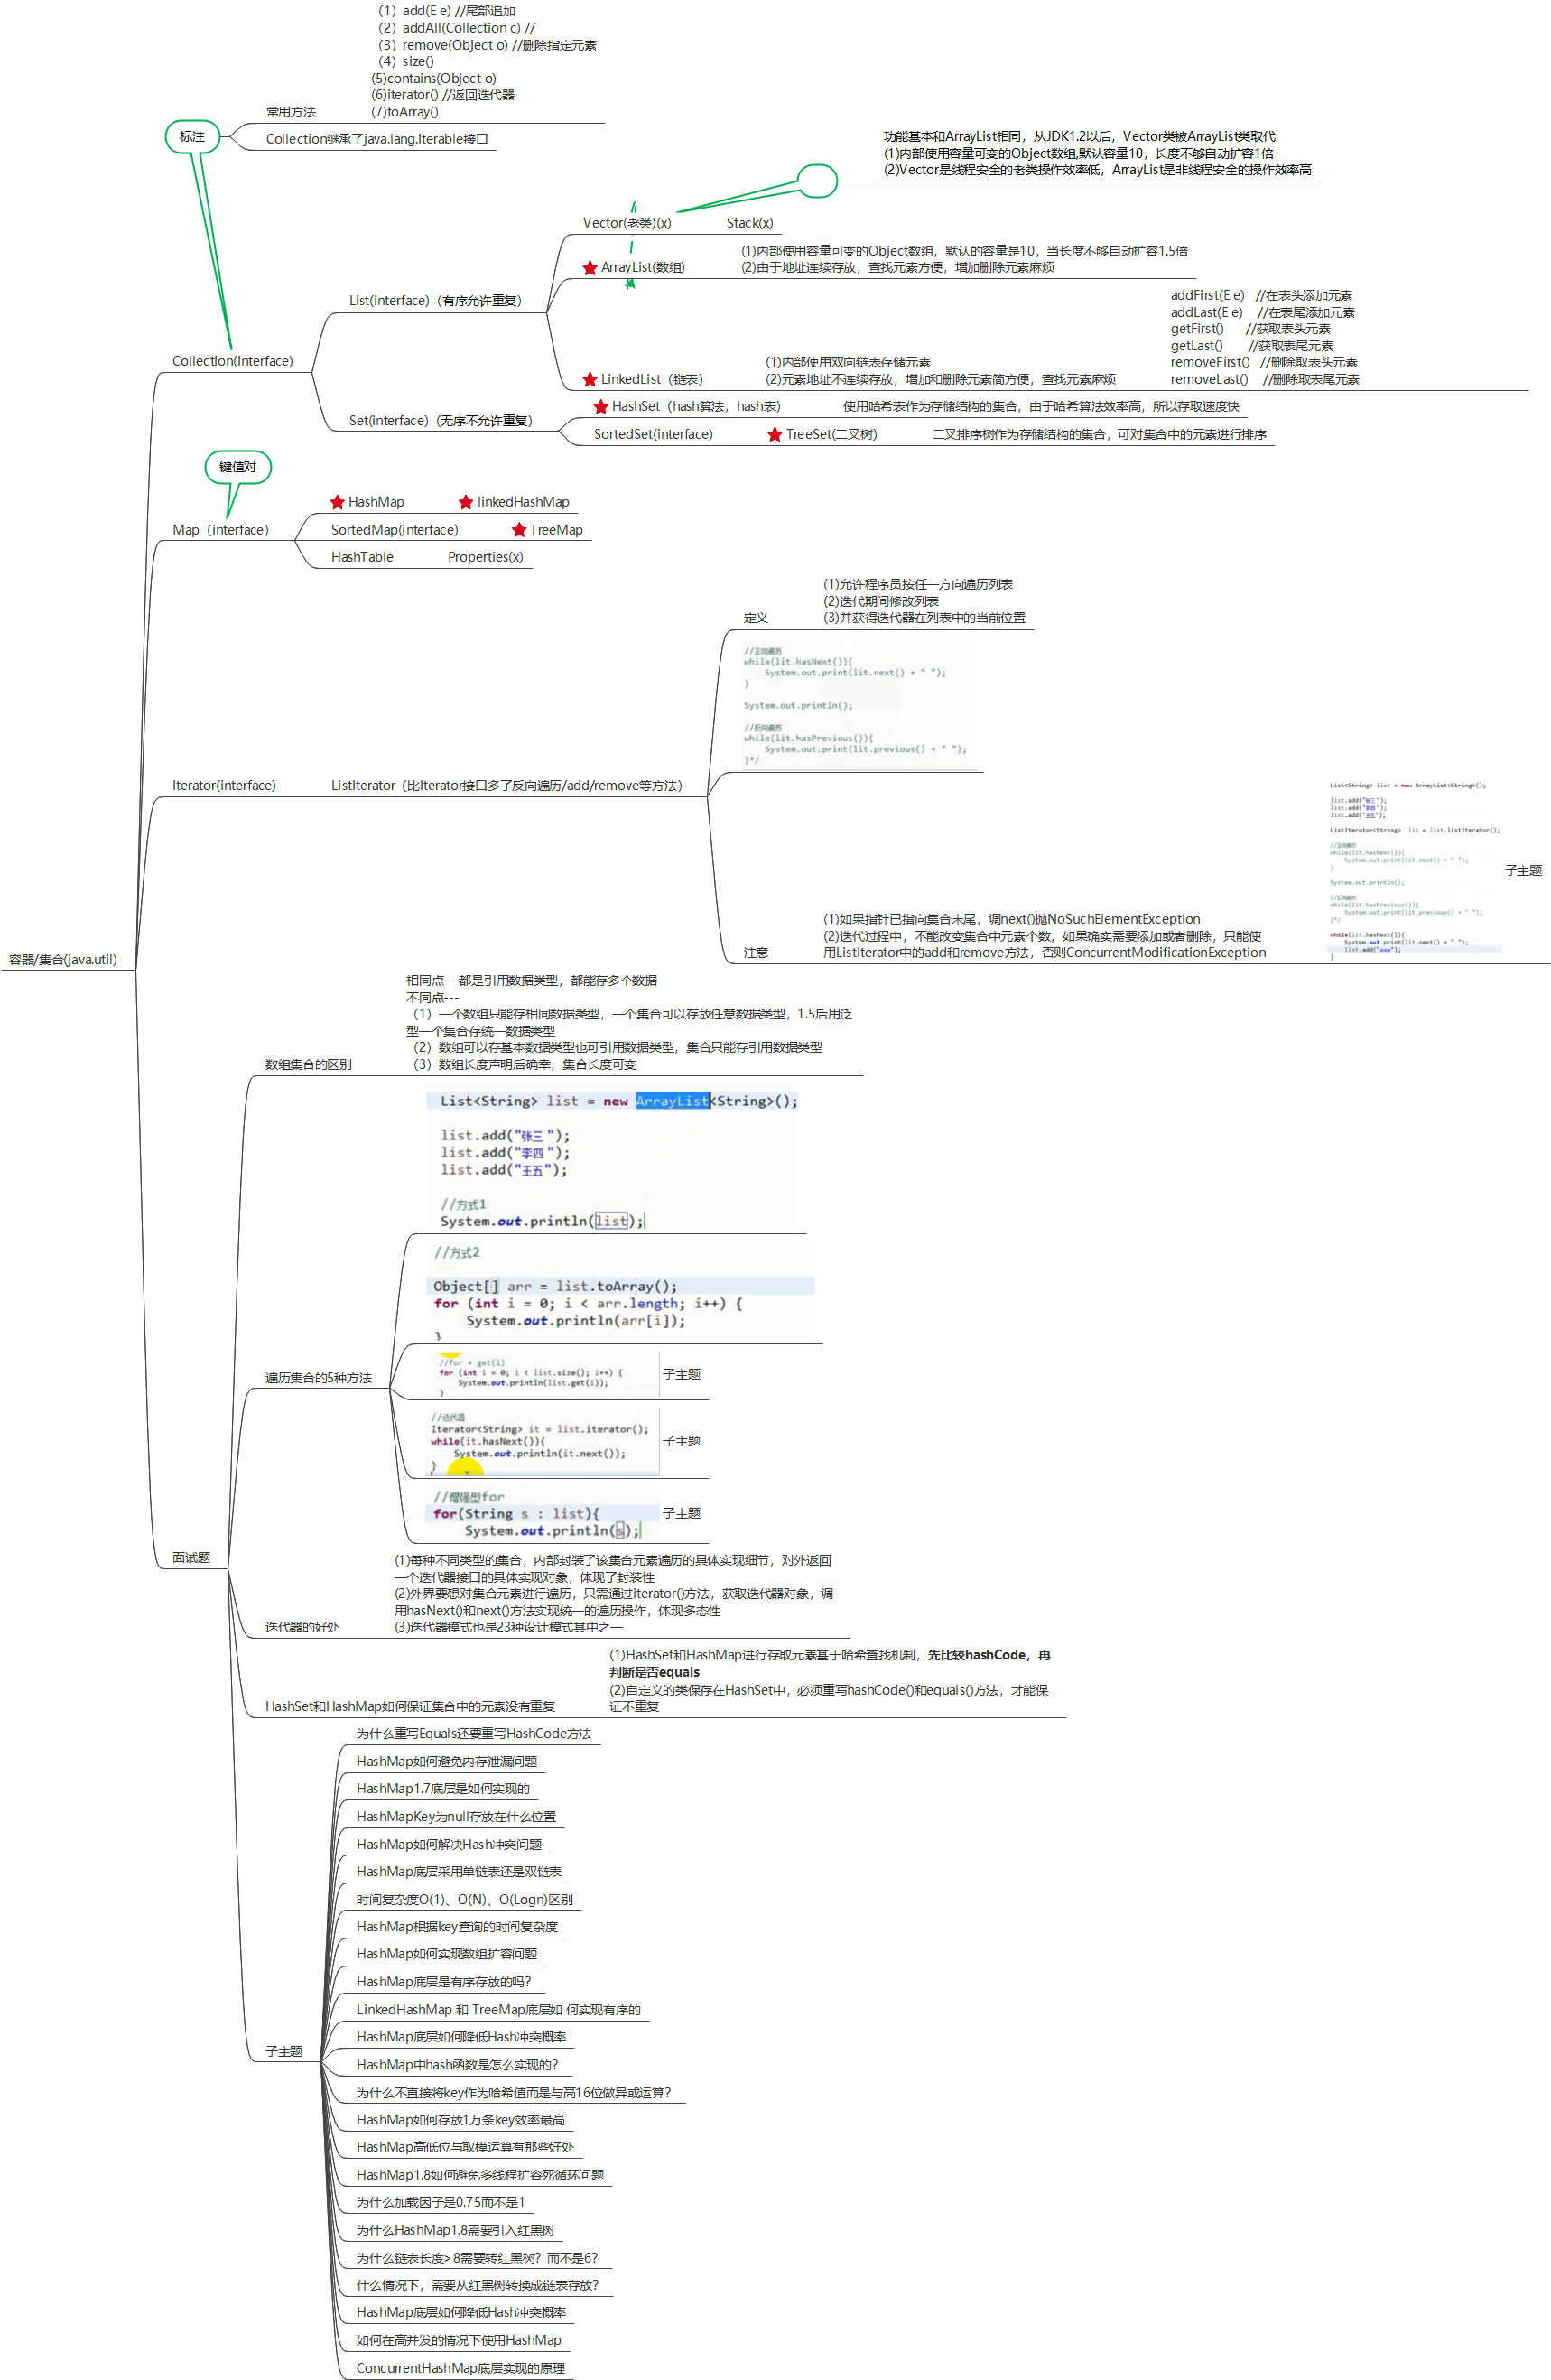 (1）add(E e) //尾部追加
（2）addAll(Collection c) //
（3）remove(Object o) //删除指定元素
（4）size()
(5)contains(Object o)
(6)iterator() //返回迭代器
(7)toArray()
常用方法
标注
Collection继承了java.lang.Iterable接口
功能基本和ArrayList相同，从JDK1.2以后，Vector类被ArrayList类取代
(1)内部使用容量可变的Object数组,默认容量10，长度不够自动扩容1倍
(2)Vector是线程安全的老类操作效率低，ArrayList是非线程安全的操作效率高
Vector(老类)(x)
Stack(x)
ArrayList(数组)
(1)内部使用容量可变的Object数组，默认的容量是10，当长度不够自动扩容1.5倍
(2)由于地址连续存放，查找元素方便，增加删除元素麻烦
List(interface)（有序允许重复）
addFirst(E e) //在表头添加元素
addLast(E e) //在表尾添加元素
getFirst() //获取表头元素
getLast() //获取表尾元素
removeFirst() //删除取表头元素
removeLast() //删除取表尾元素
LinkedList（链表）
(1)内部使用双向链表存储元素
(2)元素地址不连续存放，增加和删除元素简方便，查找元素麻烦
Collection(interface)
Set(interface)（无序不允许重复）
HashSet（hash算法，hash表）
使用哈希表作为存储结构的集合，由于哈希算法效率高，所以存取速度快
SortedSet(interface)
TreeSet(二叉树)
二叉排序树作为存储结构的集合，可对集合中的元素进行排序
键值对
Map（interface）
HashMap
linkedHashMap
SortedMap(interface)
TreeMap
HashTable
Properties(x)
定义
(1)允许程序员按任一方向遍历列表
(2)迭代期间修改列表
(3)并获得迭代器在列表中的当前位置
//正向遍历
while(lit.hasNext()){
System.out.print(lit.next() + " ");
}
System.out.println();
//反向遍历
while(lit.hasPrevious()){
System.out.print(lit.previous() + " ");
}*/
Iterator(interface)
ListIterator（比Iterator接口多了反向遍历/add/remove等方法）
List<String> list = new ArrayList<String>();
list.add("张三");
list.add("李四");
list.add("王五");
ListIterator<String> lit = list.listIterator();
//正向遍历
while(lit.hasNext()){
System.out.print(lit.next() + " ");
}
System.out.println();
//反向遍历
while(lit.hasPrevious()){
System.out.print(lit.previous() + " ");
}*/
while(lit.hasNext()){
System.out.print(lit.next() + " ");
list.add("aaa");
}
子主题
注意
(1)如果指针已指向集合末尾，调next()抛NoSuchElementException
(2)迭代过程中，不能改变集合中元素个数，如果确实需要添加或者删除，只能使
用ListIterator中的add和remove方法，否则ConcurrentModificationException
容器/集合(java.util)
数组集合的区别
相同点---都是引用数据类型，都能存多个数据
不同点---
（1）一个数组只能存相同数据类型，一个集合可以存放任意数据类型，1.5后用泛
型一个集合存统一数据类型
（2）数组可以存基本数据类型也可引用数据类型，集合只能存引用数据类型
（3）数组长度声明后确幸，集合长度可变
List<String> list = new ArrayList<String>();
list.add("张三");
list.add("李四");
list.add("王五");
//方式1
System.out.println(list);
//方式2
Object[] arr = list.toArray();
for (int i = 0; i < arr.length; i++) {
System.out.println(arr[i]);
}
遍历集合的5种方法
//for + get(i)
for (int i = 0; i < list.size(); i++) {
System.out.println(list.get(i));
}
子主题
//迭代器
Iterator<String> it = list.iterator();
while(it.hasNext()){
System.out.println(it.next());
}
子主题
//增强型for
for(String s : list){
System.out.println(s);
子主题
面试题
迭代器的好处
(1)每种不同类型的集合，内部封装了该集合元素遍历的具体实现细节，对外返回
一个迭代器接口的具体实现对象，体现了封装性
(2)外界要想对集合元素进行遍历，只需通过iterator()方法，获取迭代器对象，调
用hasNext()和next()方法实现统一的遍历操作，体现多态性
(3)迭代器模式也是23种设计模式其中之一
HashSet和HashMap如何保证集合中的元素没有重复
(1)HashSet和HashMap进行存取元素基于哈希查找机制，先比较hashCode，再
判断是否equals
(2)自定义的类保存在HashSet中，必须重写hashCode()和equals()方法，才能保
证不重复
子主题
为什么重写Equals还要重写HashCode方法
HashMap如何避免内存泄漏问题
HashMap1.7底层是如何实现的
HashMapKey为null存放在什么位置
HashMap如何解决Hash冲突问题
HashMap底层采用单链表还是双链表
时间复杂度O(1)、O(N)、O(Logn)区别
HashMap根据key查询的时间复杂度
HashMap如何实现数组扩容问题
HashMap底层是有序存放的吗？
LinkedHashMap 和 TreeMap底层如 何实现有序的
HashMap底层如何降低Hash冲突概率
HashMap中hash函数是怎么实现的？
为什么不直接将key作为哈希值而是与高16位做异或运算？
HashMap如何存放1万条key效率最高
HashMap高低位与取模运算有那些好处
HashMap1.8如何避免多线程扩容死循环问题
为什么加载因子是0.75而不是1
为什么HashMap1.8需要引入红黑树
为什么链表长度>8需要转红黑树？而不是6？
什么情况下，需要从红黑树转换成链表存放？
HashMap底层如何降低Hash冲突概率
如何在高并发的情况下使用HashMap
ConcurrentHashMap底层实现的原理